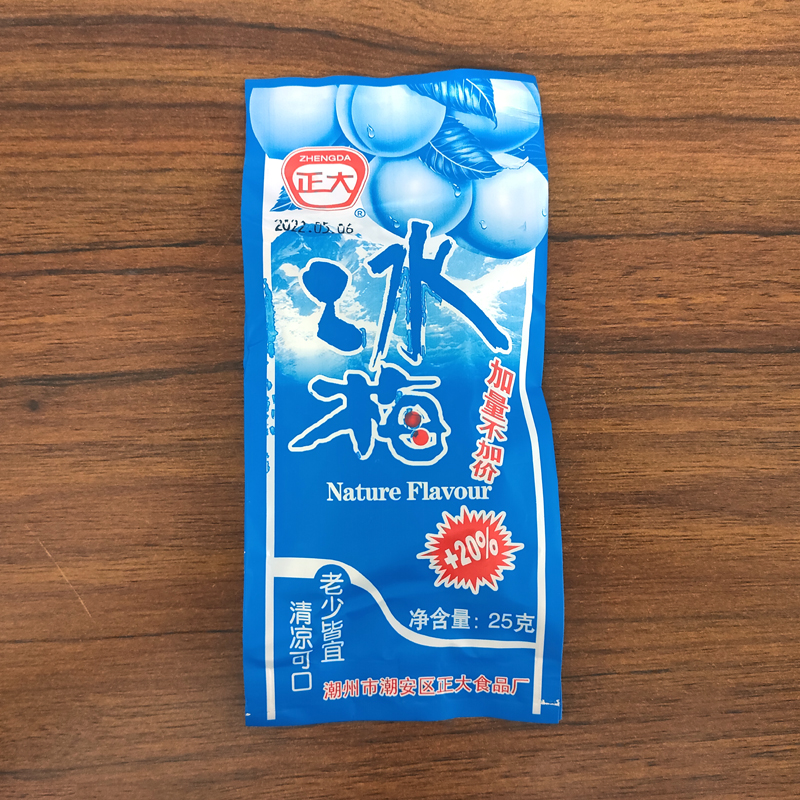 ZHENGDA
正大
®
2022.05.06
冰
梅
加量不加价
Nature Flavour
+20%
老少皆宜
清凉可口
净含量：25克
潮州市潮安区正大食品厂